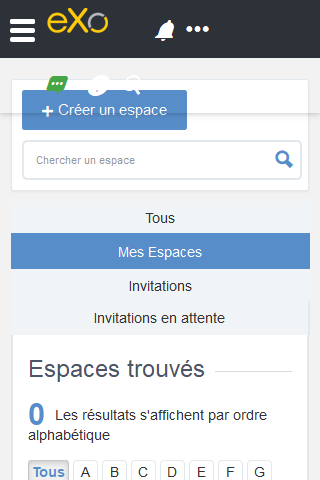 eXo
+ Créer un espace
Chercher un espace
Tous
Mes Espaces
Invitations
Invitations en attente
Espaces trouvés
0 Les résultats s'affichent par ordre
alphabétique
Tous A B C D E F G